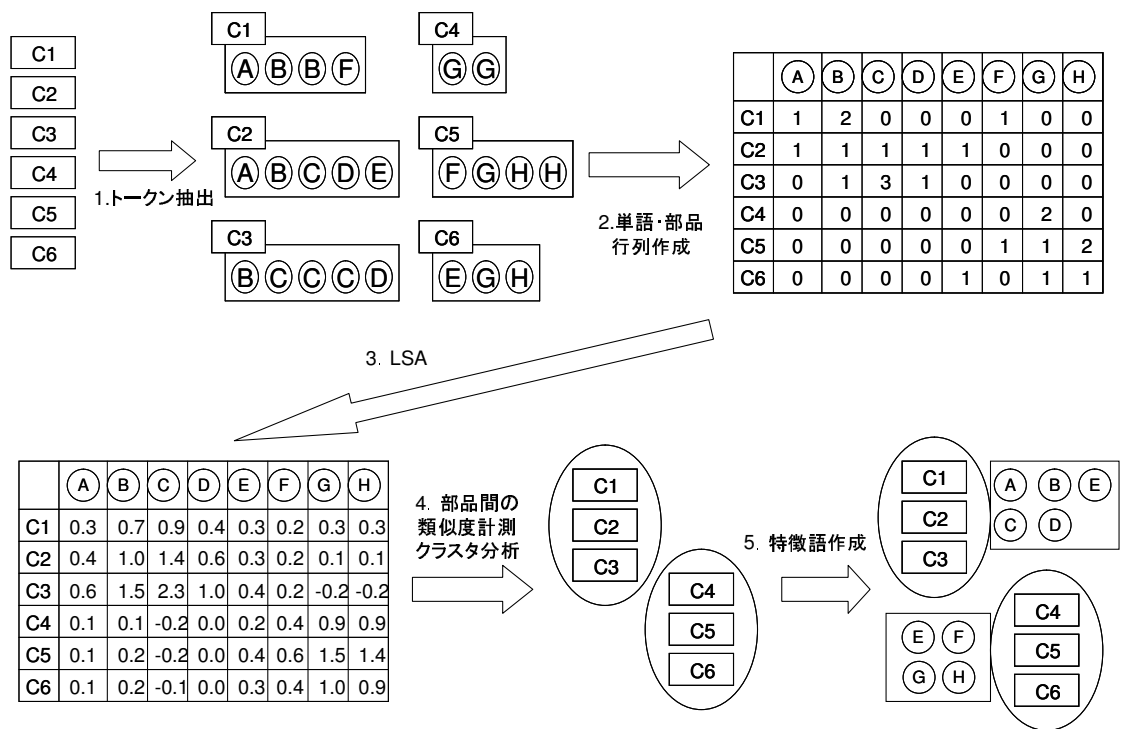 C1
C2
C3
C4
C5
C6
1.トークン抽出
C1
A B B F
C4
G G
C2
A B C D E
C5
F G H H
C3
B C C C D
C6
E G H
2.単語・部品
行列作成
A B C D E F G H
C1 1 2 0 0 0 1 0 0
C2 1 1 1 1 1 0 0 0
C3 0 1 3 1 0 0 0 0
C4 0 0 0 0 0 0 2 0
C5 0 0 0 0 0 1 1 2
C6 0 0 0 0 1 0 1 1
3. LSA
A B C D E F G H
C1 0.3 0.7 0.9 0.4 0.3 0.2 0.3 0.3
C2 0.4 1.0 1.4 0.6 0.3 0.2 0.1 0.1
C3 0.6 1.5 2.3 1.0 0.4 0.2 -0.2 -0.2
C4 0.1 0.1 -0.2 0.0 0.2 0.4 0.9 0.9
C5 0.1 0.2 -0.2 0.0 0.4 0.6 1.5 1.4
C6 0.1 0.2 -0.1 0.0 0.3 0.4 1.0 0.9
4. 部品間の
類似度計測
クラスタ分析
C1
C2
C3
C4
C5
C6
5. 特徴語作成
C1
C2
C3
A B E
C D
E F
G H
C4
C5
C6